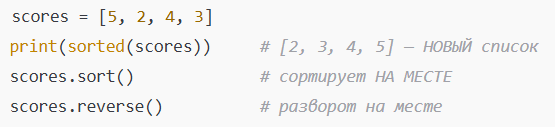 scores = [5, 2, 4, 3]
print(sorted(scores))     # [2, 3, 4, 5] — НОВЫЙ список
scores.sort()             # сортирует НА МЕСТЕ
scores.reverse()          # разворот на месте